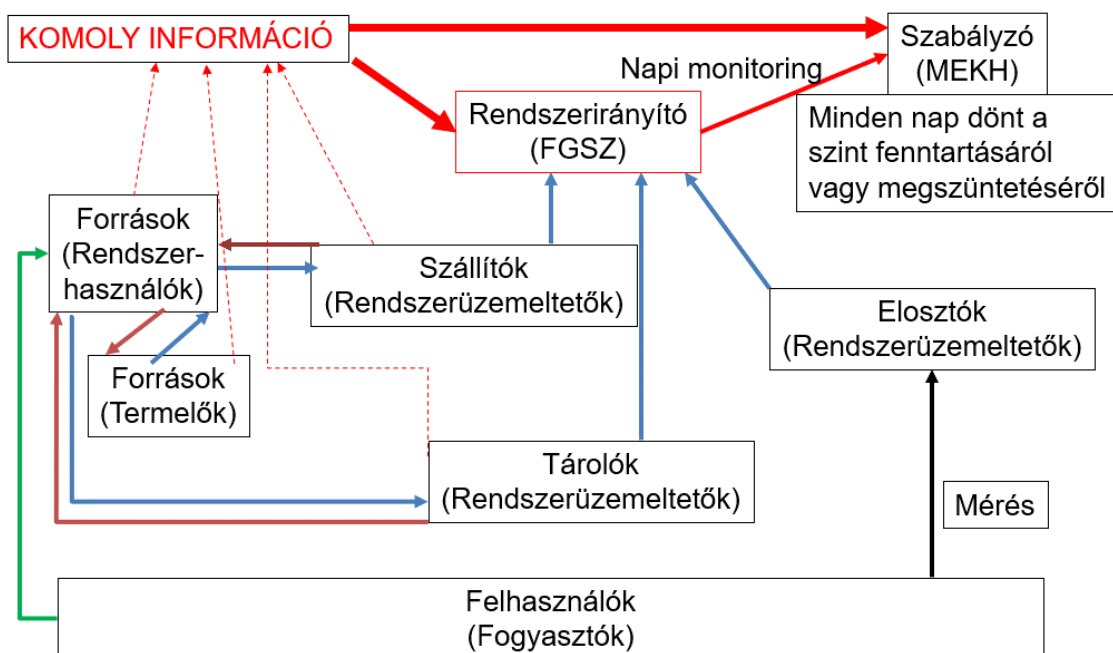 KOMOLY INFORMÁCIÓ
Szabályzó
(MEKH)
Napi monitoring
Rendszerirányító
(FGSZ)
Minden nap dönt a
szint fenntartásáról
vagy megszüntetéséről
Források
(Rendszer-
használók)
Szállítók
(Rendszerüzemeltetők)
Elosztók
(Rendszerüzemeltetők)
Források
(Termelők)
Tárolók
(Rendszerüzemeltetők)
Mérés
Felhasználók
(Fogyasztók)